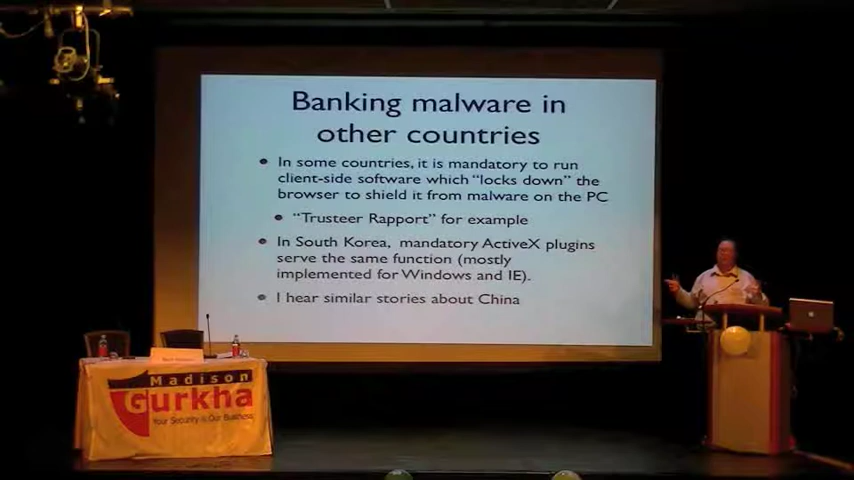 Banking malware in
other countries
• In some countries, it is mandatory to run
client-side software which "locks down" the
browser to shield it from malware on the PC
• "Trusteer Rapport" for example
• In South Korea, mandatory ActiveX plugins
serve the same function (mostly
implemented for Windows and IE).
• I hear similar stories about China
Madison
Gurkha
Your Security is Our Business